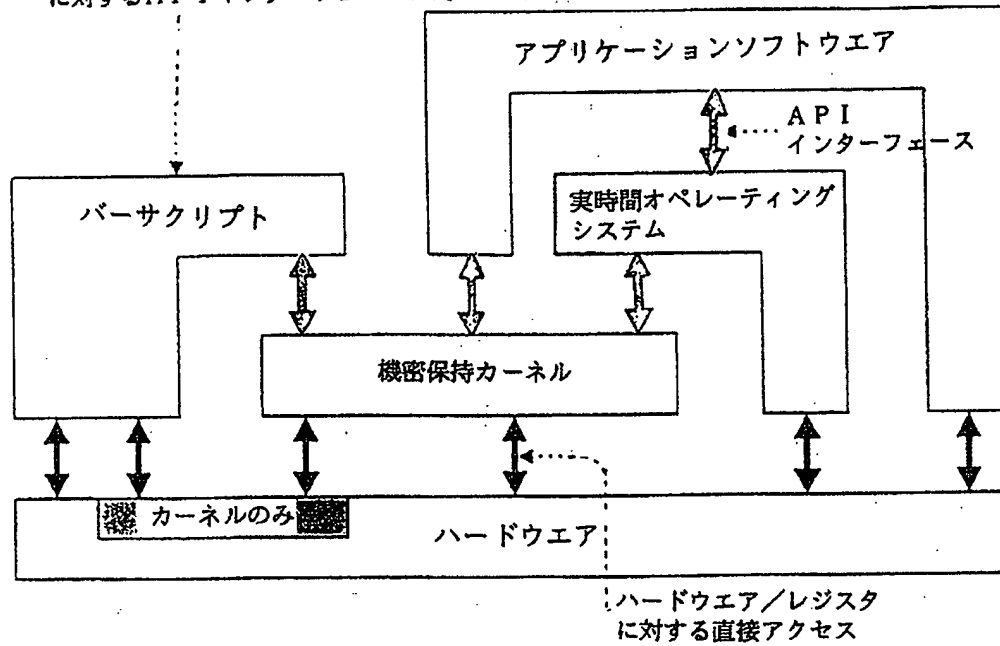 アプリケーションソフトウエア
API
インターフェース
バーサクリプト
実時間オペレーティング
システム
機密保持カーネル
カーネルのみ
ハードウエア
ハードウエア／レジスタ
に対する直接アクセス